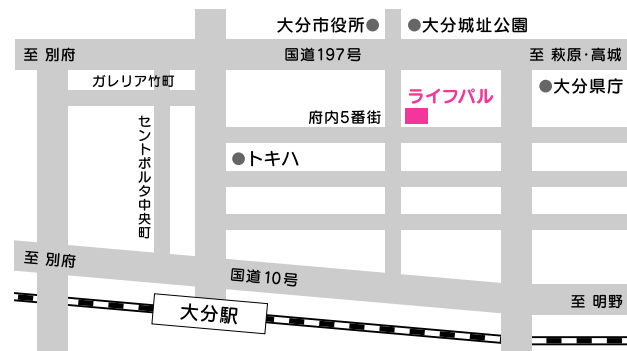 大分市役所
大分城址公園
至 別府
国道197号
至 萩原・高城
ガレリア竹町
ライフパル
大分県庁
府内5番街
セントポルタ中央町
トキハ
至 別府
国道10号
至 明野
大分駅